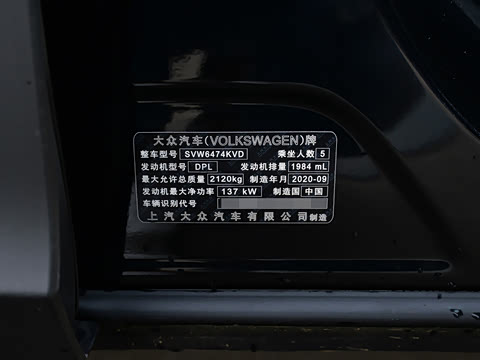 大众汽车(VOLKSWAGEN)牌
整车型号 SVW6474KVD 乘坐人数 5
发动机型号 DPL 发动机排量 1984 mL
最大允许总质量 2120kg 制造年月 2020-09
发动机最大净功率 137 kW 制造国 中国
车辆识别代号
上汽大众汽车有限公司 制造